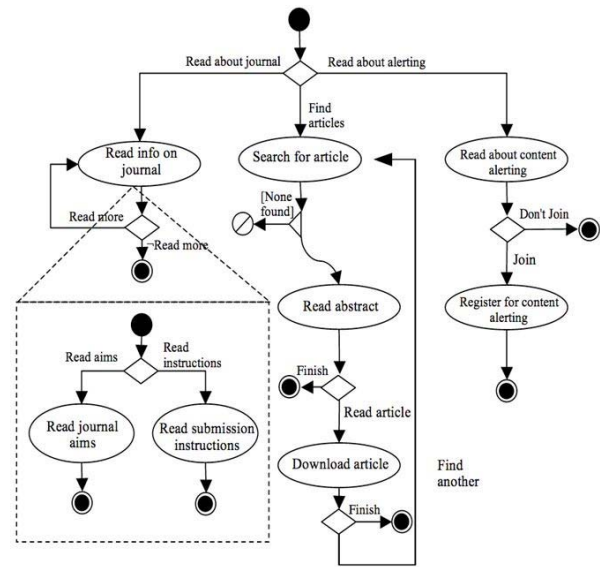 Read about journal
Read about alerting
Find
articles
Read info on
journal
Search for article
Read about content
alerting
[None
found]
Read more
¬Read more
Don't Join
Join
Read abstract
Register for content
alerting
Read aims
Read
instructions
Finish
Read article
Read journal
aims
Read submission
instructions
Download article
Find
another
Finish